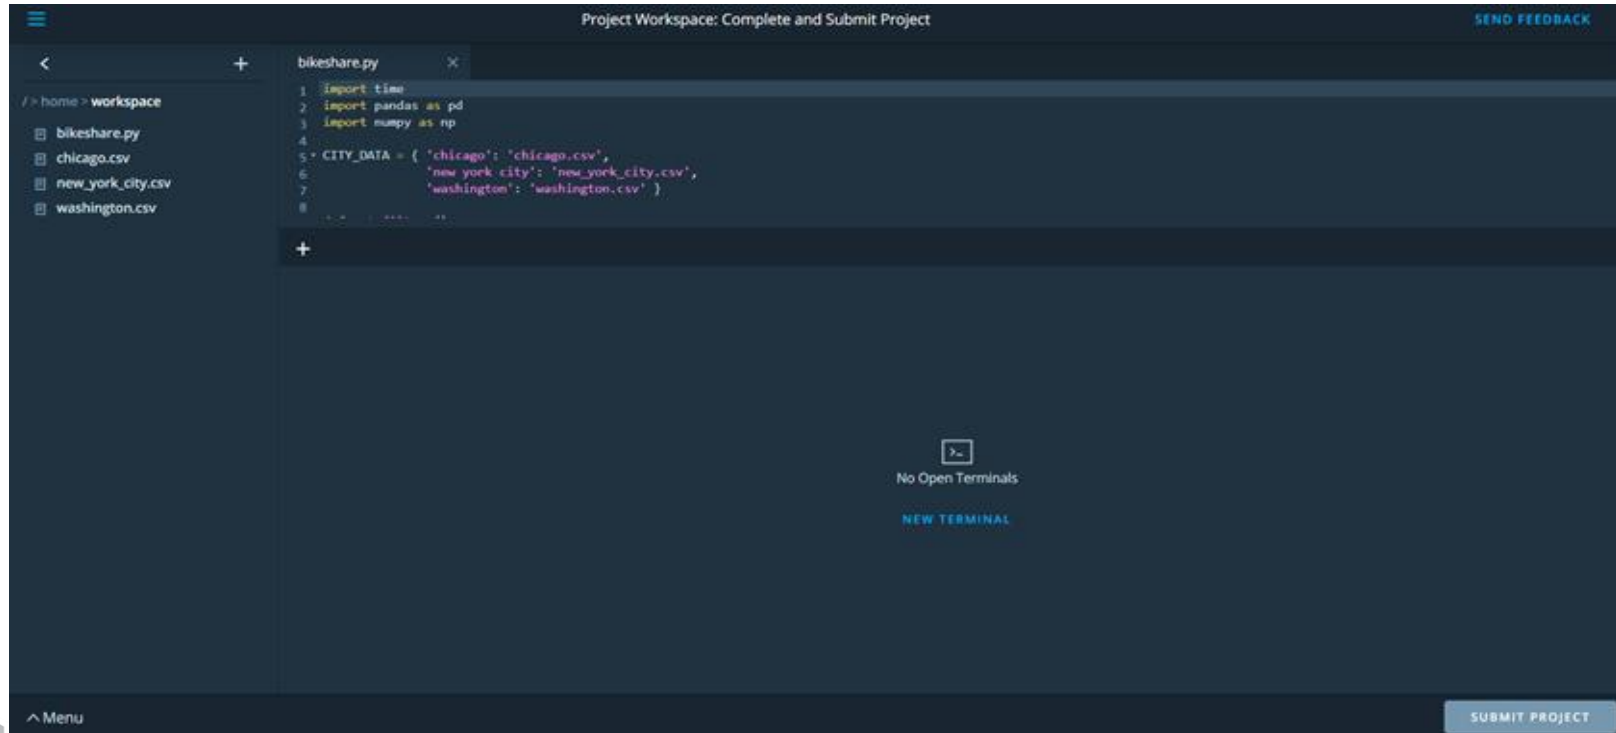 Project Workspace: Complete and Submit Project
SEND FEEDBACK
/ > home > workspace
bikeshare.py
chicago.csv
new_york_city.csv
washington.csv
bikeshare.py
1 import time
2 import pandas as pd
3 import numpy as np
4
5 CITY_DATA = { 'chicago': 'chicago.csv',
6 'new york city': 'new_york_city.csv',
7 'washington': 'washington.csv' }
8
No Open Terminals
NEW TERMINAL
Menu
SUBMIT PROJECT